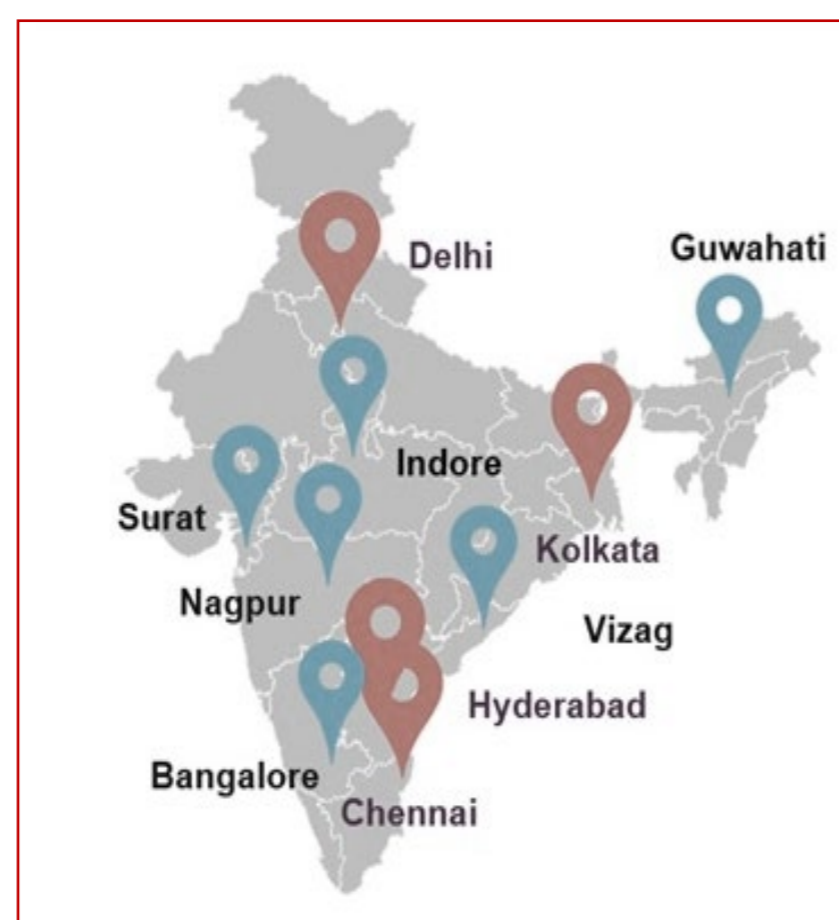 Guwahati
Delhi
Indore
Surat
Kolkata
Nagpur
Vizag
Hyderabad
Bangalore
Chennai